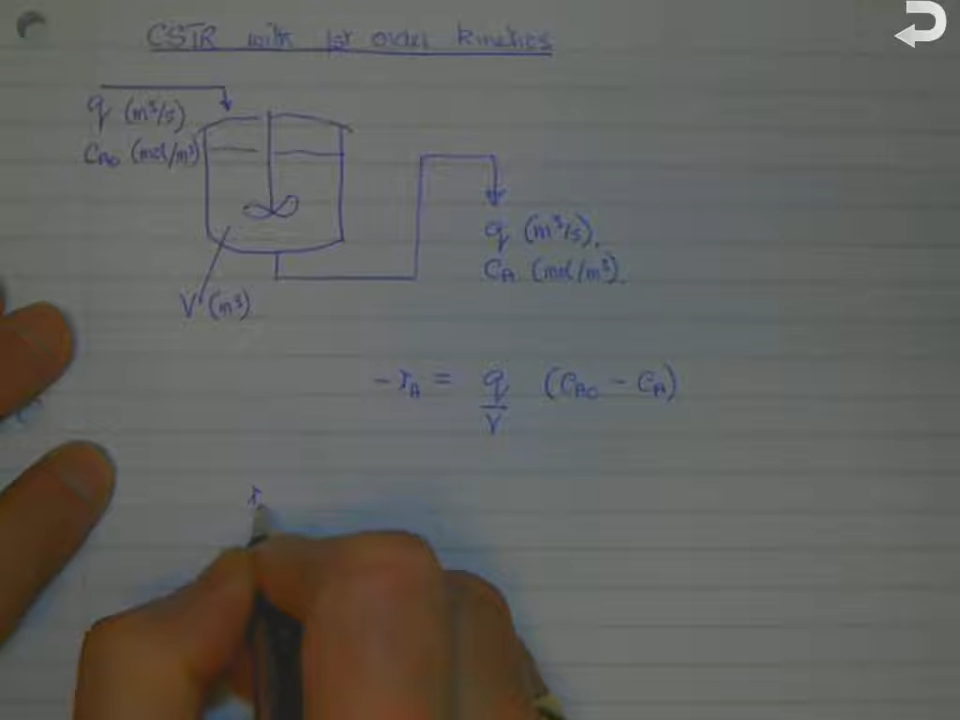 CSTR with 1st order kinetics
q (m³/s)
CA0 (mol/m³)
q (m³/s).
CA (mol/m³).
V (m³)
-rA = q/V (CA0 - CA)
r